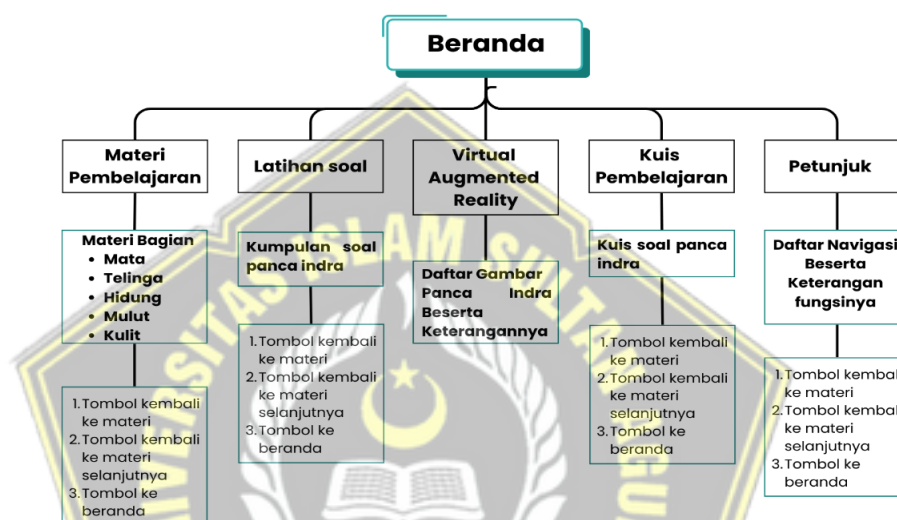 Beranda
Materi
Pembelajaran
Materi Bagian
• Mata
• Telinga
• Hidung
• Mulut
• Kulit
1.Tombol kembali
ke materi
2.Tombol kembali
ke materi
selanjutnya
3.Tombol ke
beranda
Latihan soal
Kumpulan soal
panca indra
1.Tombol kembali
ke materi
2.Tombol kembali
ke materi
selanjutnya
3.Tombol ke
beranda
Virtual
Augmented
Reality
Daftar Gambar
Panca Indra
Beserta
Keterangannya
Kuis
Pembelajaran
Kuis soal panca
indra
1.Tombol kembali
ke materi
2.Tombol kembali
ke materi
selanjutnya
3.Tombol ke
beranda
Petunjuk
Daftar Navigasi
Beserta
Keterangan
fungsinya
1.Tombol kembali
ke materi
2.Tombol kembali
ke materi
selanjutnya
3.Tombol ke
beranda
UNIVERSITAS ISLAM SULTAN AGUN